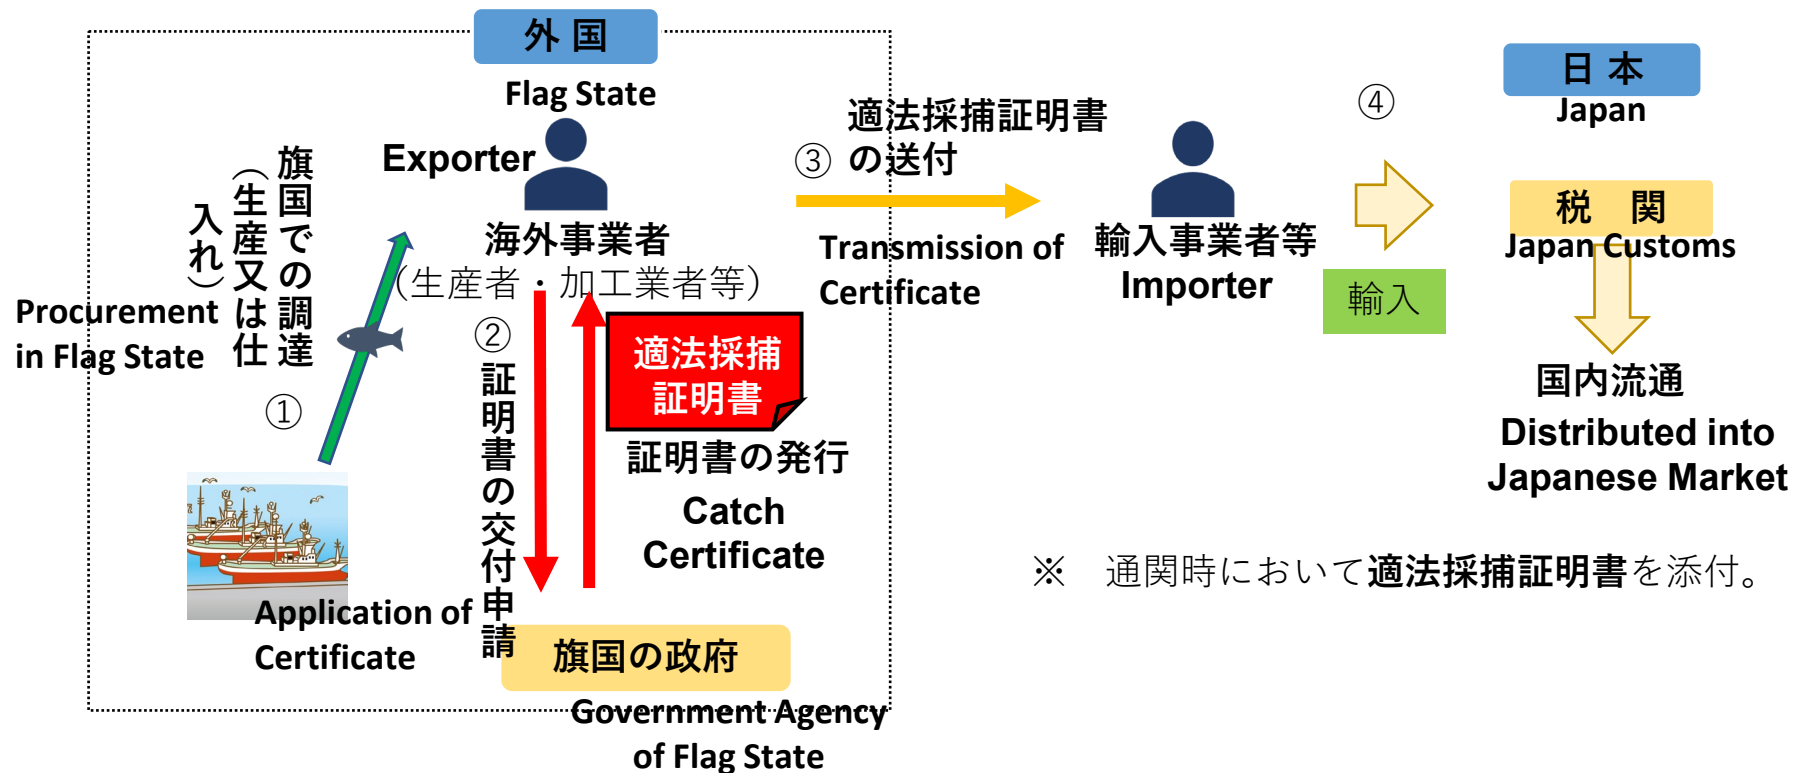 外 国
Flag State
Exporter
海外事業者
（生産者・加工業者等）
旗国での調達
（生産又は仕
入れ）
Procurement
in Flag State
①
②
証明書の交付申請
Application of
Certificate
適法採捕
証明書
証明書の発行
Catch
Certificate
旗国の政府
Government Agency
of Flag State
③
適法採捕証明書
の送付
Transmission of
Certificate
輸入事業者等
Importer
④
輸入
日 本
Japan
税 関
Japan Customs
国内流通
Distributed into
Japanese Market
※ 通関時において適法採捕証明書を添付。